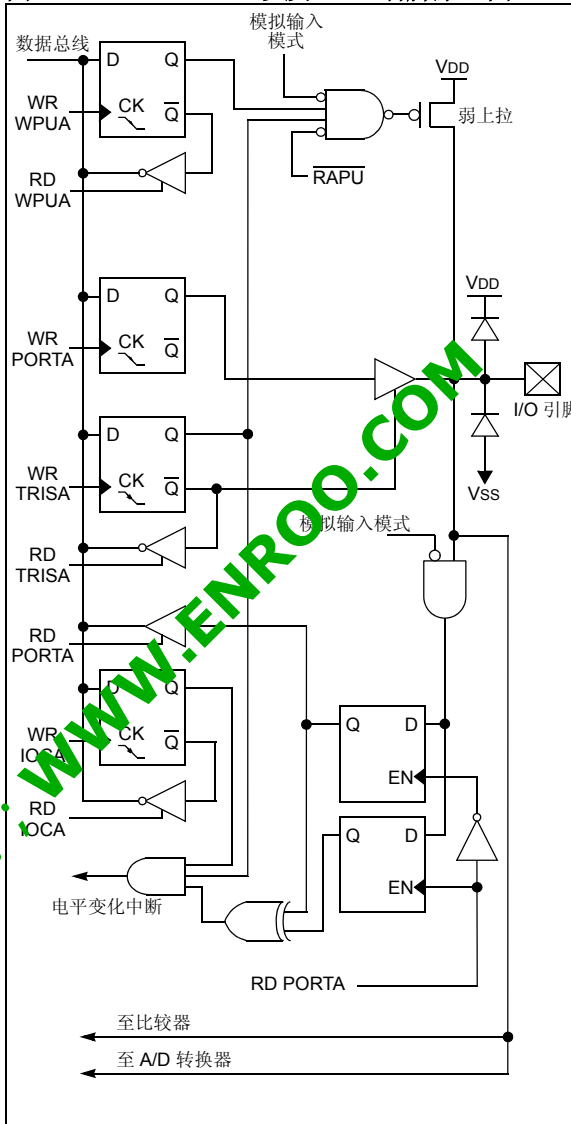 模拟输入
模式
数据总线
D Q
VDD
WR
WPUA
CK
Q
弱上拉
RD
WPUA
RAPU
D Q
VDD
WR
PORTA
CK
Q
I/O 引脚
D Q
WR
TRISA
CK
Q
VSS
模拟输入模式
RD
TRISA
RD
PORTA
D Q
WR
IOCA
CK
Q
Q D
EN
RD
IOCA
Q D
EN
电平变化中断
RD PORTA
至比较器
至 A/D 转换器
WWW.ENROO.COM